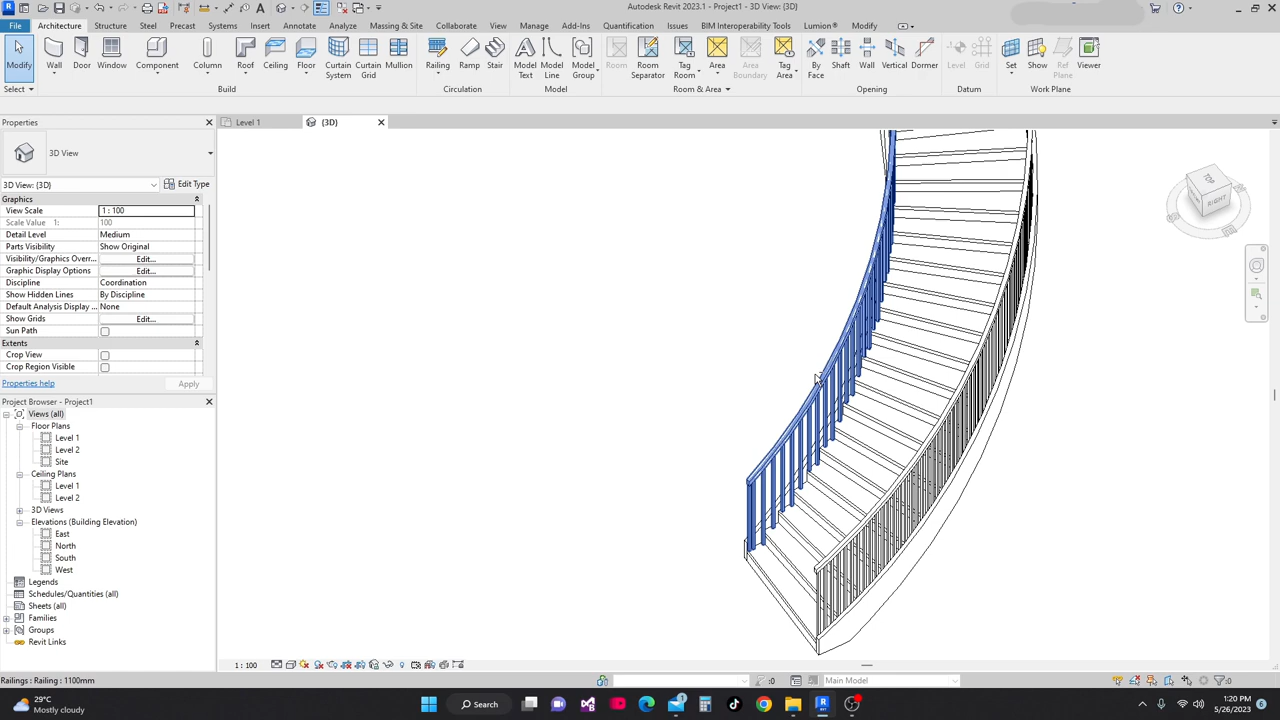 Autodesk Revit 2023.1 - Project1 - 3D View: {3D}
File Architecture Structure Steel Precast Systems Insert Annotate Analyze Massing & Site Collaborate View Manage Add-Ins Quantification Issues BIM Interoperability Tools Lumion® Modify
Modify Wall Door Window Component Column Roof Ceiling Floor Curtain System Curtain Grid Mullion Railing Ramp Stair Model Text Model Line Model Group Room Room Separator Tag Room Area Area Boundary Tag Area By Face Shaft Wall Vertical Dormer Level Grid Set Show Ref Plane Viewer
Select Build Circulation Model Room & Area Opening Datum Work Plane
Properties
Level 1
{3D}
3D View
3D View: {3D}
Edit Type
Graphics
View Scale 1 : 100
Scale Value 1: 100
Detail Level Medium
Parts Visibility Show Original
Visibility/Graphics Overr... Edit...
Graphic Display Options Edit...
Discipline Coordination
Show Hidden Lines By Discipline
Default Analysis Display ... None
Show Grids Edit...
Sun Path
Extents
Crop View
Crop Region Visible
Properties help Apply
Project Browser - Project1
Views (all)
Floor Plans
Level 1
Level 2
Site
Ceiling Plans
Level 1
Level 2
3D Views
Elevations (Building Elevation)
East
North
South
West
Legends
Schedules/Quantities (all)
Sheets (all)
Families
Groups
Revit Links
TOP
RIGHT
1 : 100
Railings : Railing : 1100mm
:0
Main Model
:0
29°C
Mostly cloudy
Search
1:20 PM
5/26/2023